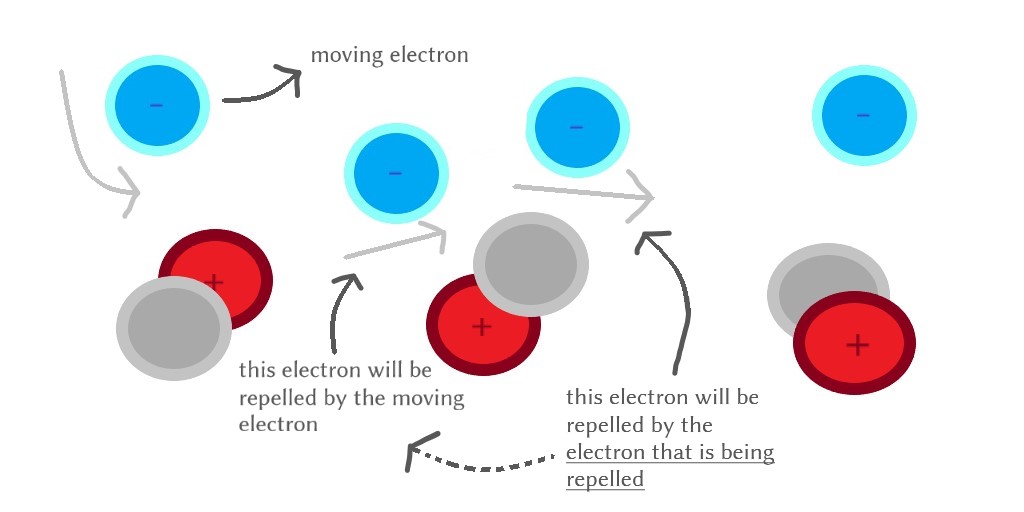 moving electron
-
-
-
-
+
+
+
this electron will be
repelled by the moving
electron
this electron will be
repelled by the
electron that is being
repelled